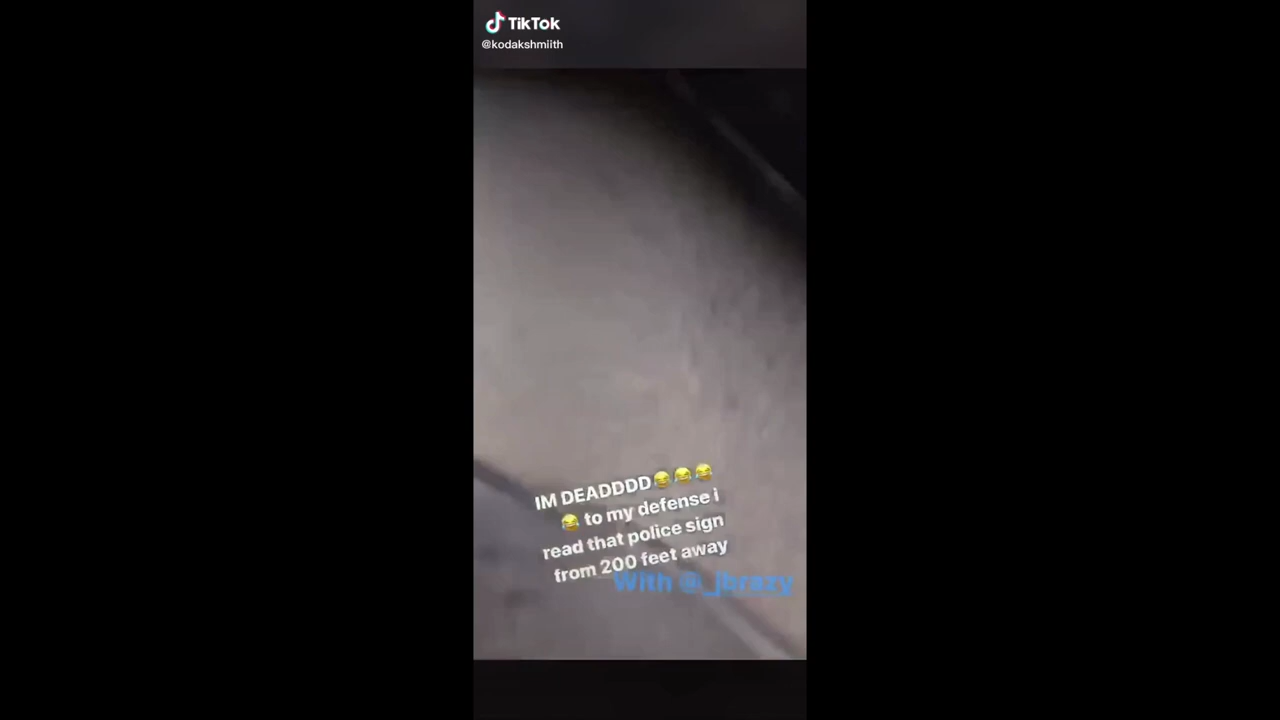 TikTok
@kodakshmiith
IM DEADDDD😂😂😂
😂 to my defense i
read that police sign
from 200 feet away
With @_jbrazy